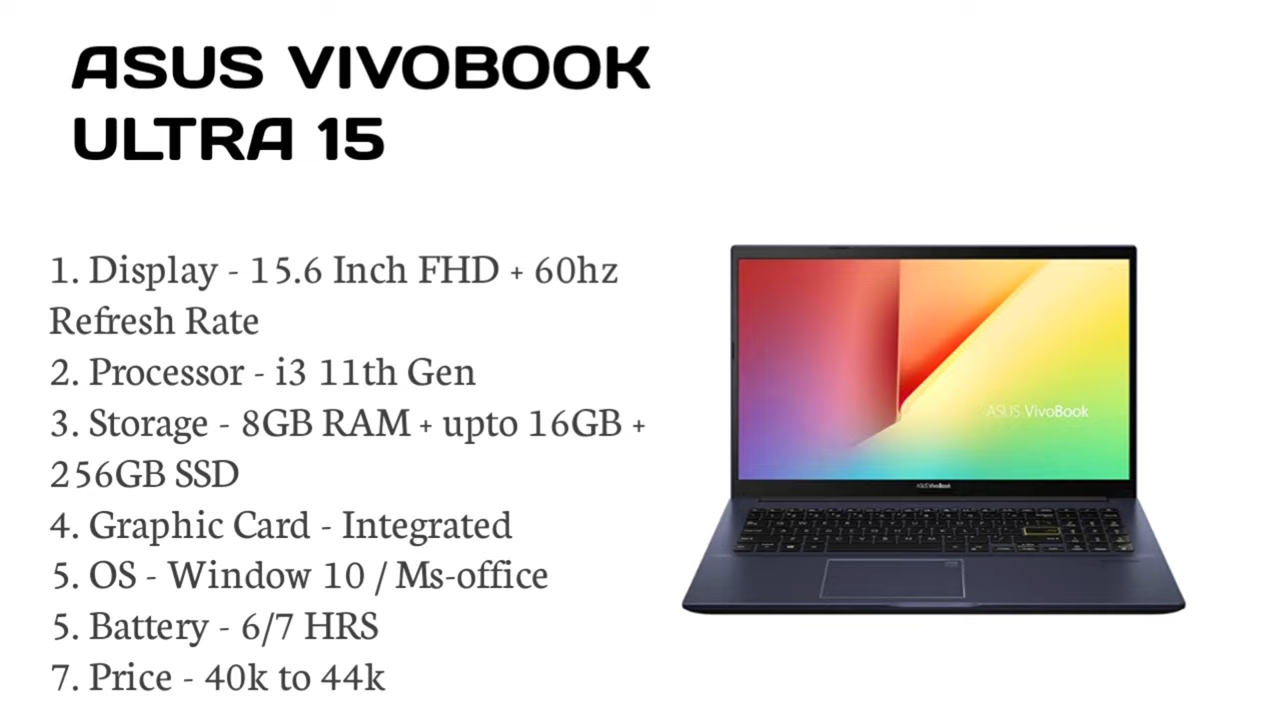 ASUS VIVOBOOK
ULTRA 15
1. Display - 15.6 Inch FHD + 60hz
Refresh Rate
2. Processor - i3 11th Gen
3. Storage - 8GB RAM + upto 16GB +
256GB SSD
4. Graphic Card - Integrated
5. OS - Window 10 / Ms-office
5. Battery - 6/7 HRS
7. Price - 40k to 44k
ASUS VivoBook
ASUS VivoBook